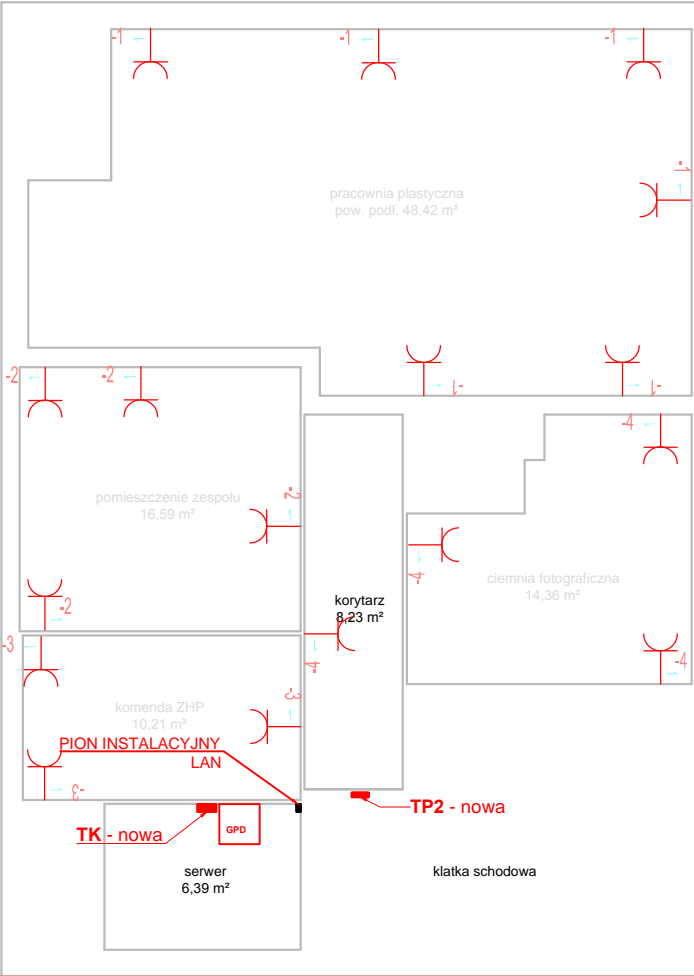 -1
-1
-1
-1
pracownia plastyczna
pow. podł. 48,42 m²
-1
-1
-2
-2
-4
-2
pomieszczenie zespołu
16,59 m²
-4
ciemnia fotograficzna
14,36 m²
korytarz
8,23 m²
-2
-3
-4
-4
-3
komenda ZHP
10,21 m²
PION INSTALACYJNY
LAN
-3
TP2 - nowa
TK - nowa
GPD
serwer
6,39 m²
klatka schodowa